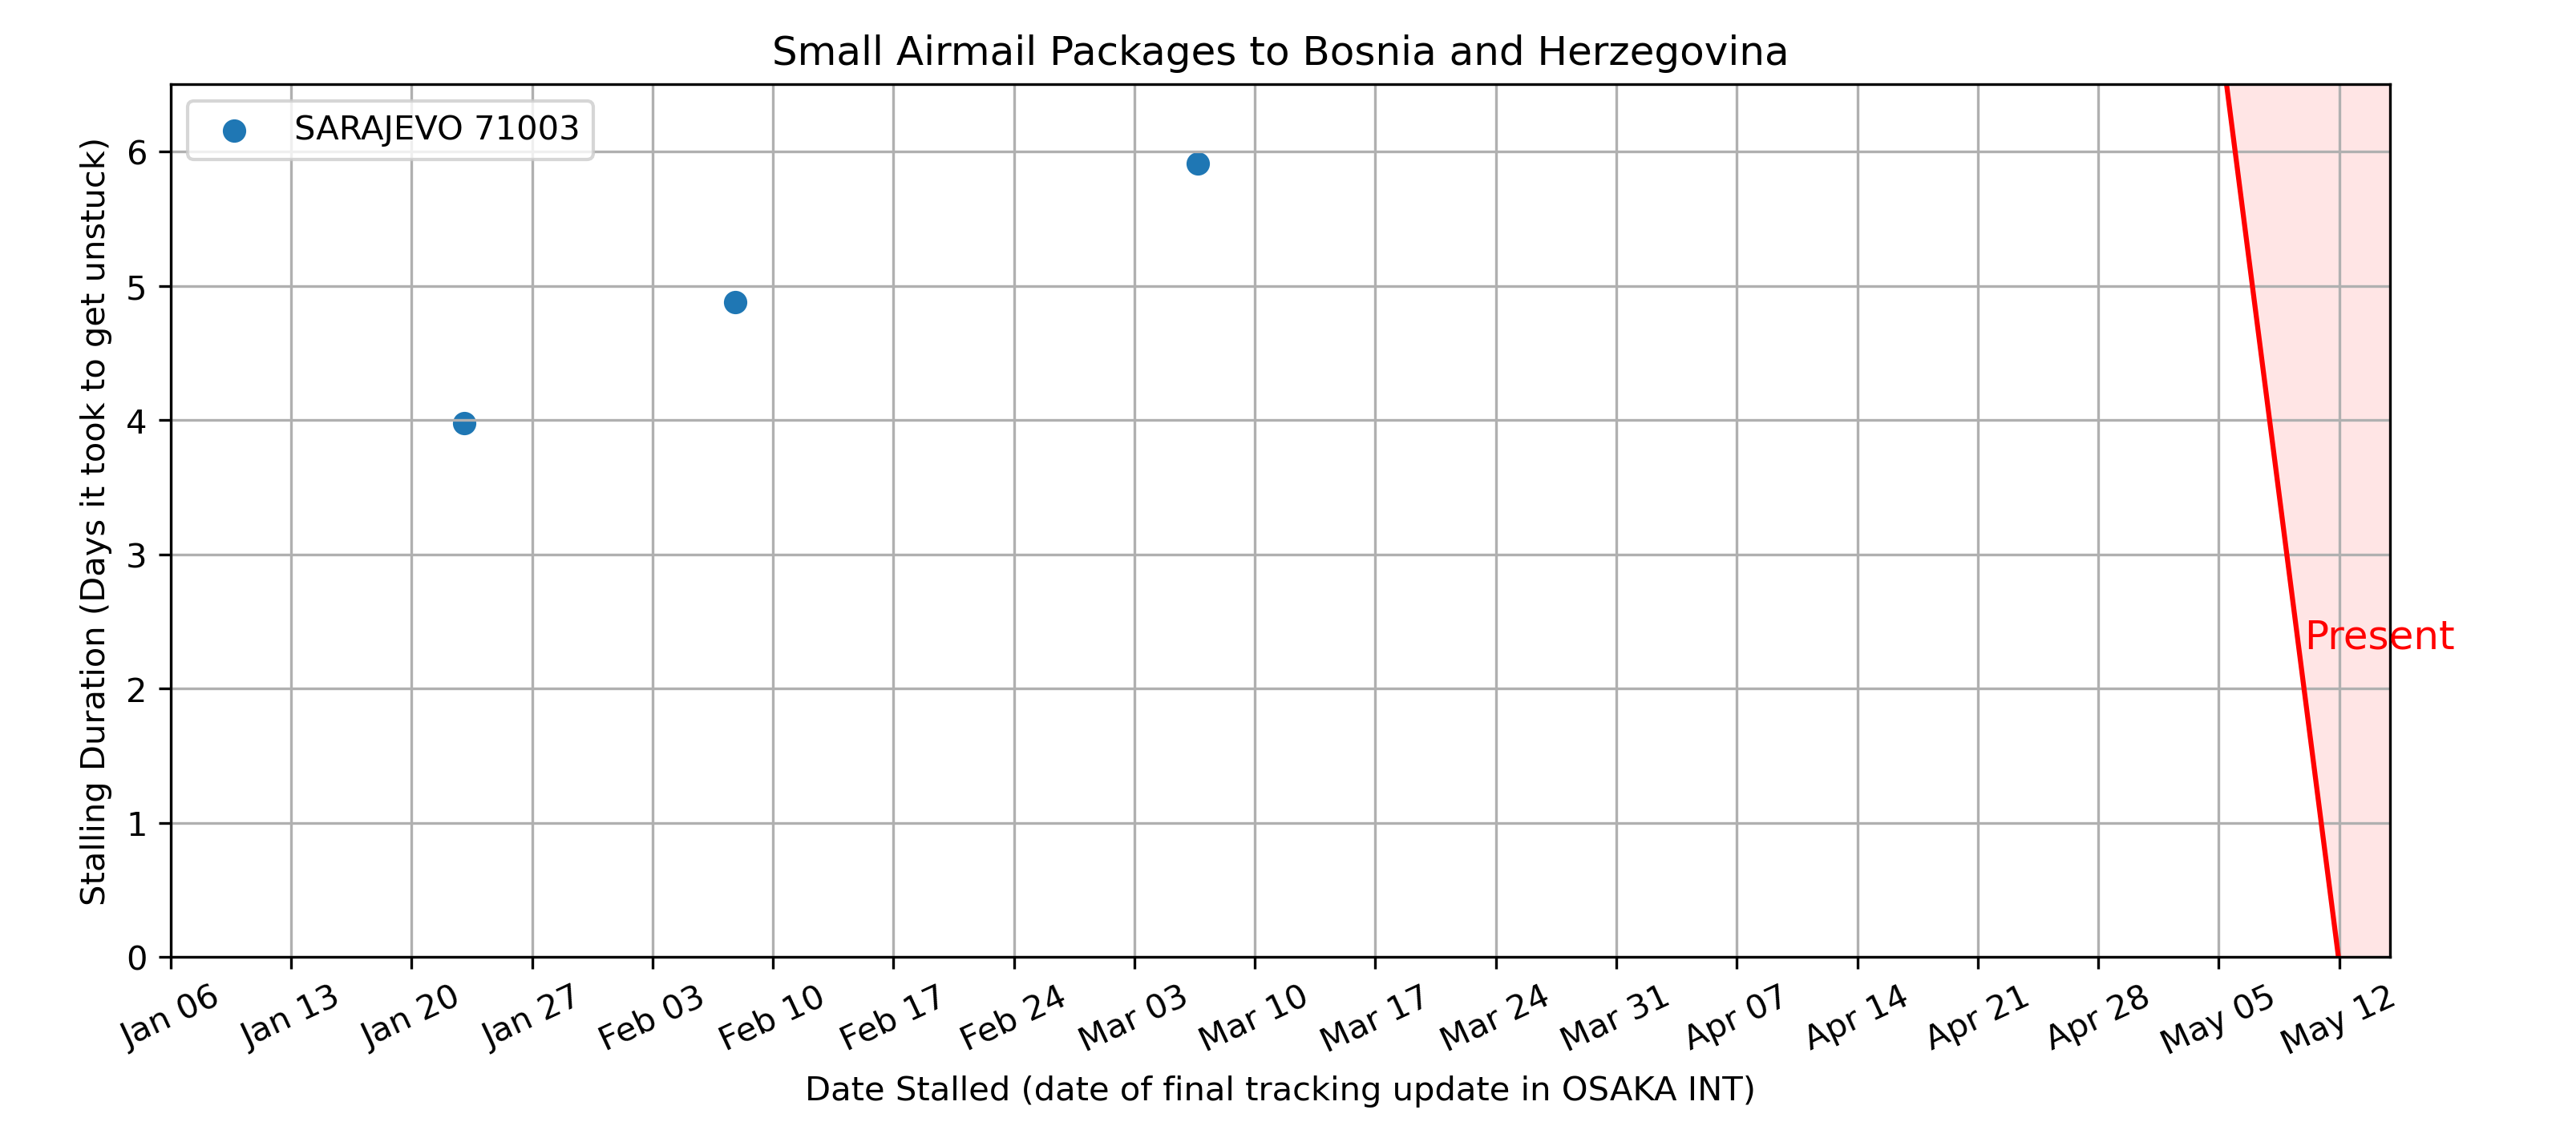 Small Airmail Packages to Bosnia and Herzegovina
SARAJEVO 71003
Stalling Duration (Days it took to get unstuck)
6
5
4
3
2
1
0
Present
Jan 06 Jan 13 Jan 20 Jan 27 Feb 03 Feb 10 Feb 17 Feb 24 Mar 03 Mar 10 Mar 17 Mar 24 Mar 31 Apr 07 Apr 14 Apr 21 Apr 28 May 05 May 12
Date Stalled (date of final tracking update in OSAKA INT)